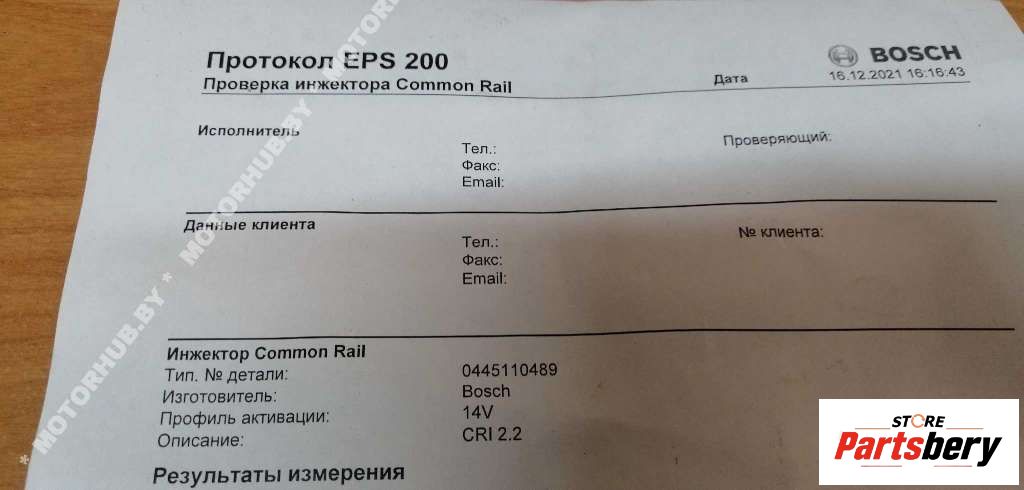 Протокол EPS 200
BOSCH
Проверка инжектора Common Rail
Дата
16.12.2021 16:16:43
Исполнитель
Тел.:
Проверяющий:
Факс:
Email:
Данные клиента
Тел.:
№ клиента:
Факс:
Email:
Инжектор Common Rail
Тип. № детали: 0445110489
Изготовитель: Bosch
Профиль активации: 14V
Описание: CRI 2.2
Результаты измерения
* MOTORHUB.BY * MOTORHUB.BY * MOTORHUB.BY
STORE
Partsbery